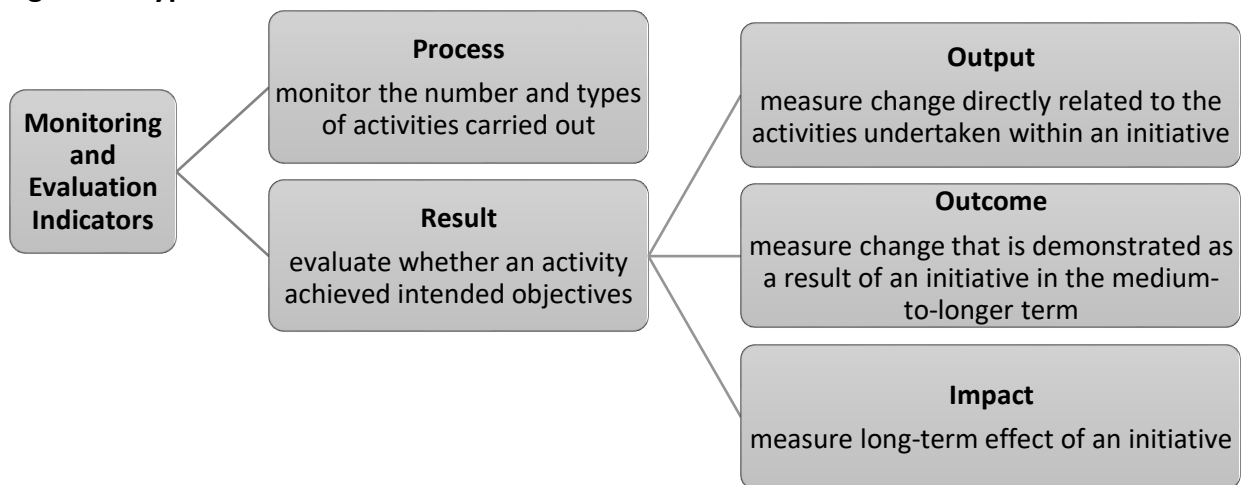 Monitoring
and
Evaluation
Indicators
Process
monitor the number and types
of activities carried out
Result
evaluate whether an activity
achieved intended objectives
Output
measure change directly related to the
activities undertaken within an initiative
Outcome
measure change that is demonstrated as
a result of an initiative in the medium-
to-longer term
Impact
measure long-term effect of an initiative